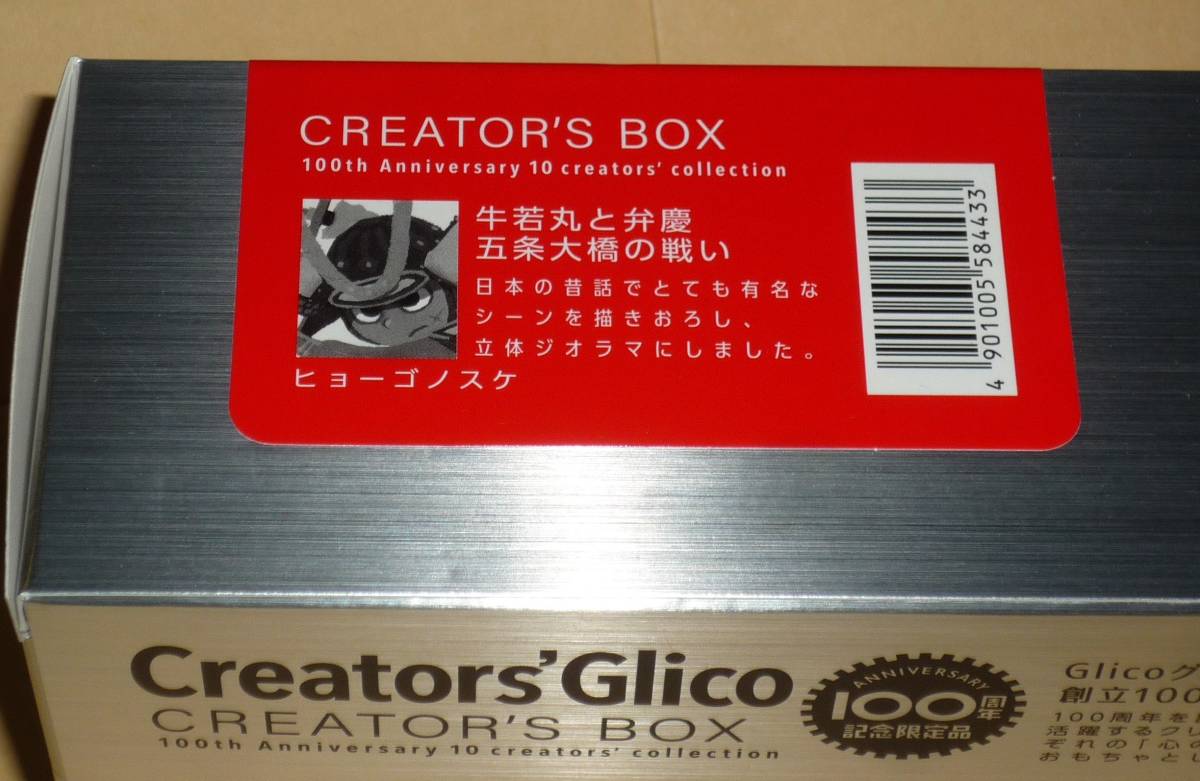 CREATOR'S BOX
100th Anniversary 10 creators' collection
牛若丸と弁慶
五条大橋の戦い
日本の昔話でとても有名な
シーンを描きおろし、
立体ジオラマにしました。
ヒョーゴノスケ
4 901005 584433
Creators'Glico
CREATOR'S BOX
100th Anniversary 10 creators' collection
ANNIVERSARY
100周年
記念限定品
Glicoグ
創立100
100周年を
活躍するクリ
ぞれの「心の
おもちゃとし